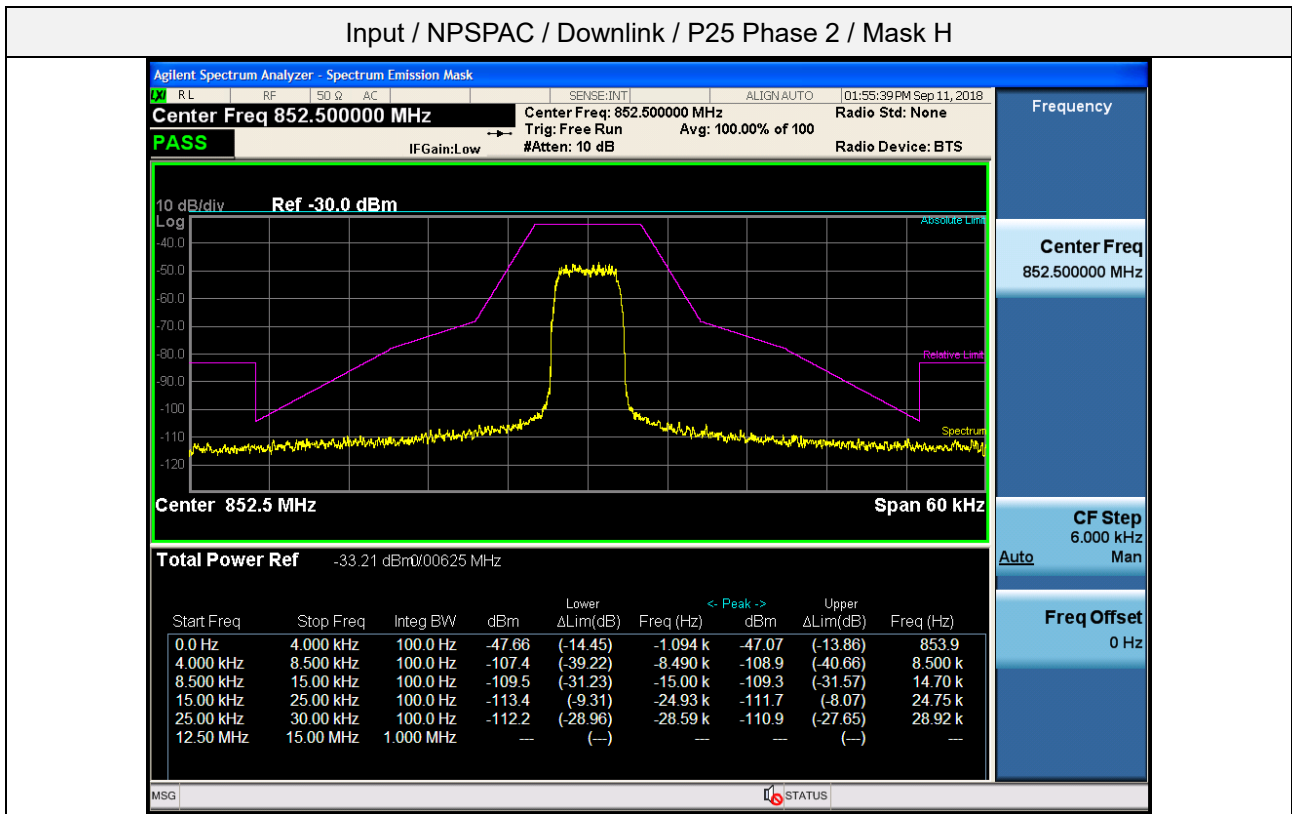 Input / NPSPAC / Downlink / P25 Phase 2 / Mask H
Agilent Spectrum Analyzer - Spectrum Emission Mask
LXI RL RF 50 Ω AC SENSE:INT ALIGN AUTO 01:55:39 PM Sep 11, 2018
Center Freq 852.500000 MHz Center Freq: 852.500000 MHz Radio Std: None
Trig: Free Run Avg: 100.00% of 100
PASS IFGain:Low #Atten: 10 dB Radio Device: BTS
Frequency
10 dB/div Ref -30.0 dBm
Log Absolute Limit
-40.0
-50.0
-60.0
-70.0
-80.0 Relative Limit
-90.0
-100
-110 Spectrum
-120
Center 852.5 MHz Span 60 kHz
Center Freq
852.500000 MHz
CF Step
6.000 kHz
Auto Man
Freq Offset
0 Hz
Total Power Ref -33.21 dBm/0.00625 MHz
Lower <- Peak -> Upper
Start Freq Stop Freq Integ BW dBm ΔLim(dB) Freq (Hz) dBm ΔLim(dB) Freq (Hz)
0.0 Hz 4.000 kHz 100.0 Hz -47.66 (-14.45) -1.094 k -47.07 (-13.86) 853.9
4.000 kHz 8.500 kHz 100.0 Hz -107.4 (-39.22) -8.490 k -108.9 (-40.66) 8.500 k
8.500 kHz 15.00 kHz 100.0 Hz -109.5 (-31.23) -15.00 k -109.3 (-31.57) 14.70 k
15.00 kHz 25.00 kHz 100.0 Hz -113.4 (-9.31) -24.93 k -111.7 (-8.07) 24.75 k
25.00 kHz 30.00 kHz 100.0 Hz -112.2 (-28.96) -28.59 k -110.9 (-27.65) 28.92 k
12.50 MHz 15.00 MHz 1.000 MHz --- (---) --- --- (---) ---
MSG STATUS